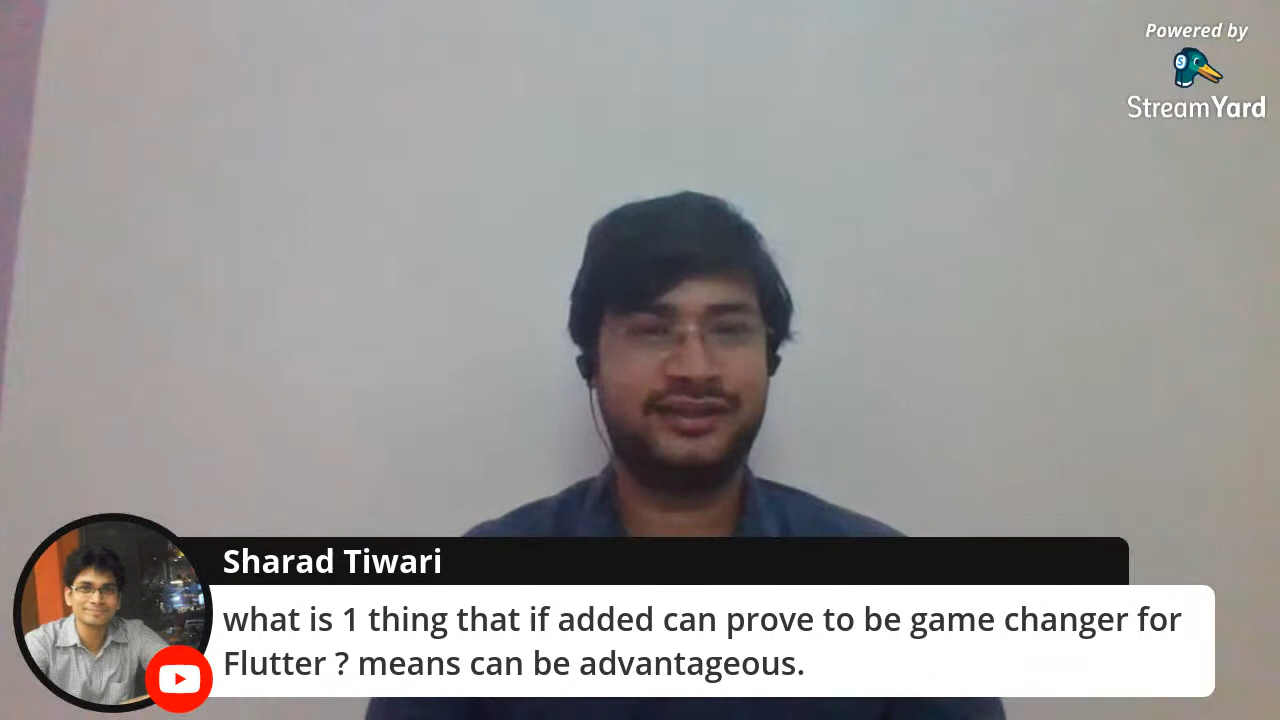 Powered by
StreamYard
Sharad Tiwari
what is 1 thing that if added can prove to be game changer for
Flutter ? means can be advantageous.